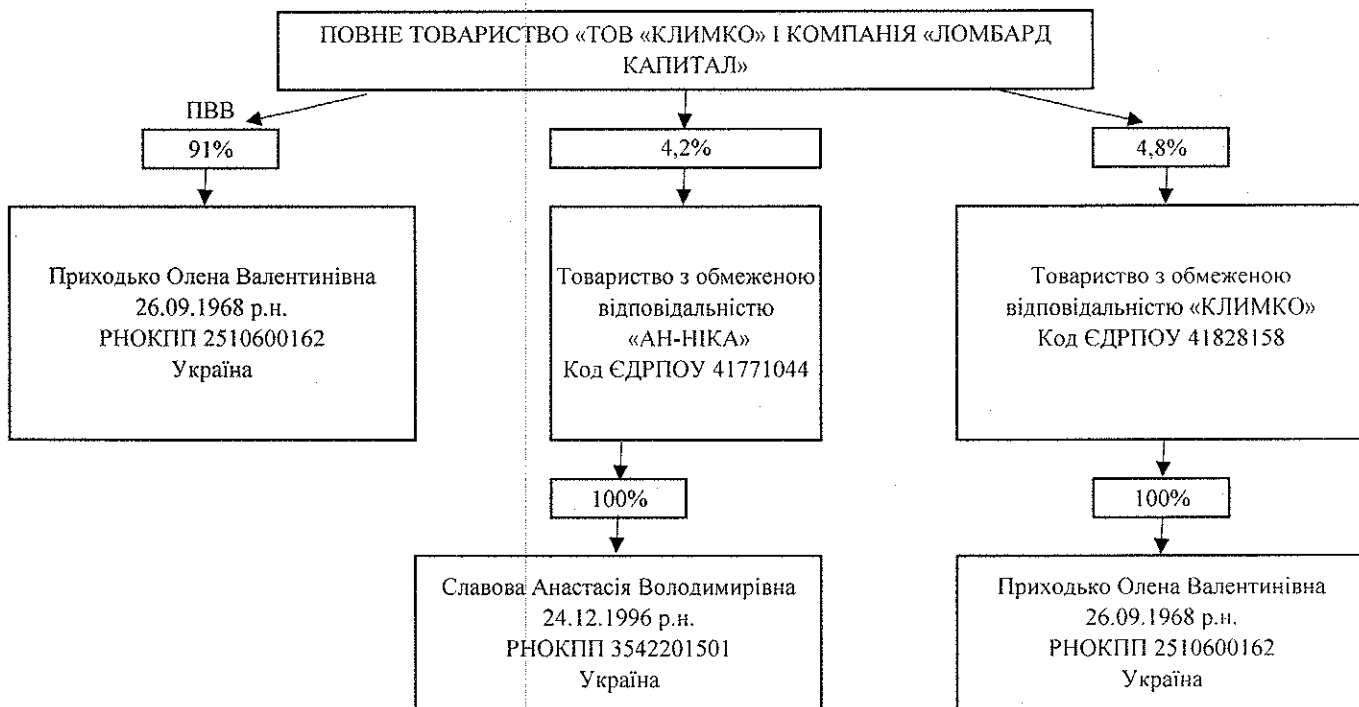 ПОВНЕ ТОВАРИСТВО «ТОВ «КЛИМКО» І КОМПАНІЯ «ЛОМБАРД
КАПИТАЛ»
ПВВ
91%
4,2%
4,8%
Приходько Олена Валентинівна
26.09.1968 р.н.
РНОКПП 2510600162
Україна
Товариство з обмеженою
відповідальністю
«АН-НІКА»
Код ЄДРПОУ 41771044
Товариство з обмеженою
відповідальністю «КЛИМКО»
Код ЄДРПОУ 41828158
100%
100%
Славова Анастасія Володимирівна
24.12.1996 р.н.
РНОКПП 3542201501
Україна
Приходько Олена Валентинівна
26.09.1968 р.н.
РНОКПП 2510600162
Україна